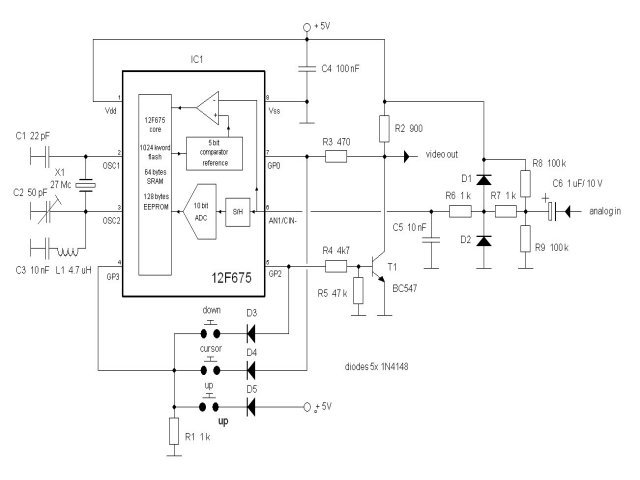 + 5V
IC1
C4 100nF
1
Vdd
8
Vss
12F675
core
1024 kword
flash
64 bytes
SRAM
128 bytes
EEPROM
-
+
5 bit
comparator
reference
10 bit
ADC
S/H
12F675
C1 22 pF
X1
27 Mc
C2 50 pF
C3 10 nF
L1 4.7 uH
2
OSC1
3
OSC2
4
GP3
7
GP0
6
AN1/CIN-
5
GP2
R3 470
R2 900
video out
R4 4k7
R5 47 k
T1
BC547
C5 10nF
R6 1 k
D1
D2
R7 1 k
R8 100 k
R9 100 k
C6 1 uF/ 10 V
+
analog in
down
D3
cursor
D4
up
D5
up
+ 5V
diodes 5x 1N4148
R1 1 k